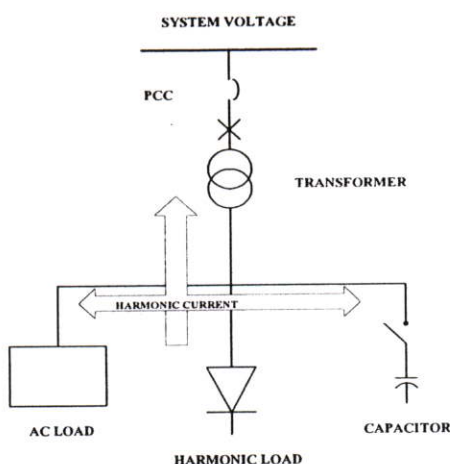 SYSTEM VOLTAGE
PCC
TRANSFORMER
HARMONIC CURRENT
AC LOAD
CAPACITOR
HARMONIC LOAD